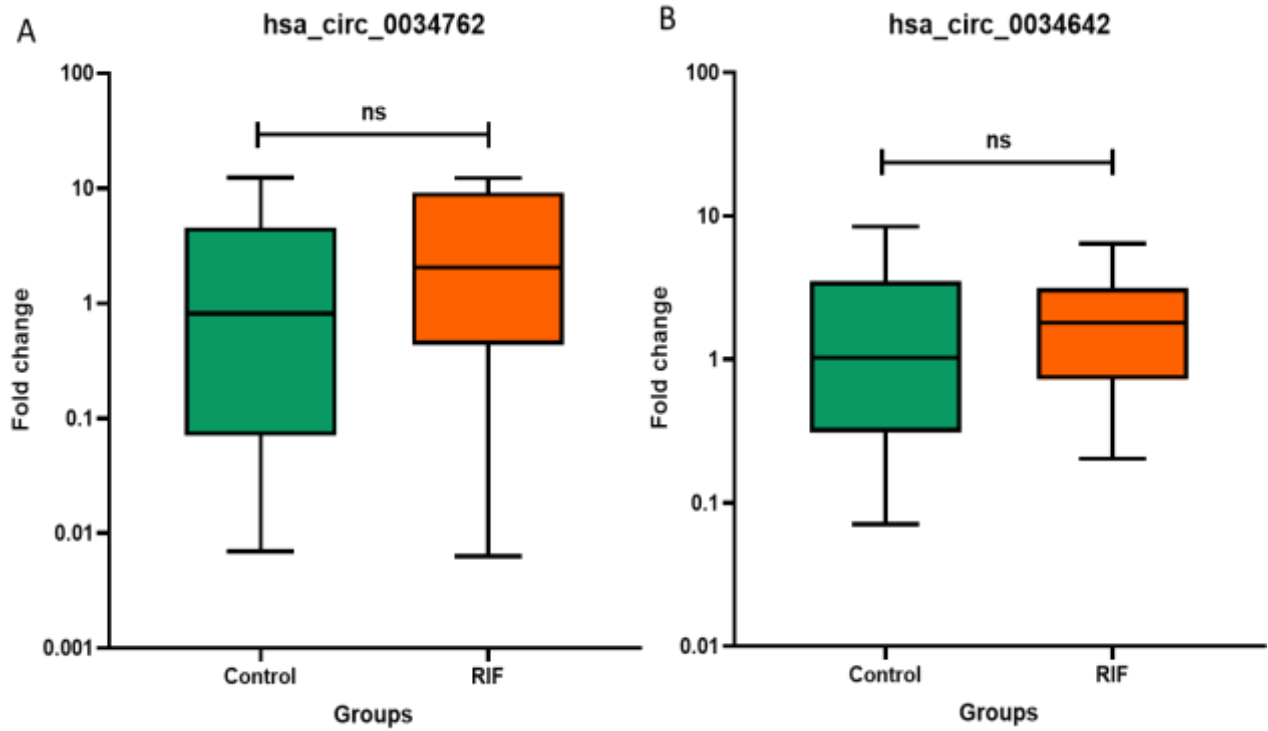 A
hsa_circ_0034762
100
10
1
0.1
0.01
0.001
Fold change
ns
Control
RIF
Groups
B
hsa_circ_0034642
100
10
1
0.1
0.01
Fold change
ns
Control
RIF
Groups